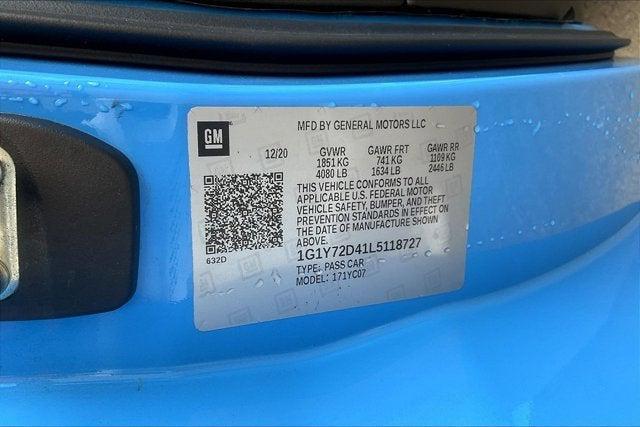 GM
MFD BY GENERAL MOTORS LLC
12/20 GVWR GAWR FRT GAWR RR
1851 KG 741 KG 1109 KG
4080 LB 1634 LB 2446 LB
THIS VEHICLE CONFORMS TO ALL
APPLICABLE U.S. FEDERAL MOTOR
VEHICLE SAFETY, BUMPER, AND THEFT
PREVENTION STANDARDS IN EFFECT ON
THE DATE OF MANUFACTURE SHOWN
ABOVE.
632D
1G1Y72D41L5118727
TYPE: PASS CAR
MODEL: 171YC07